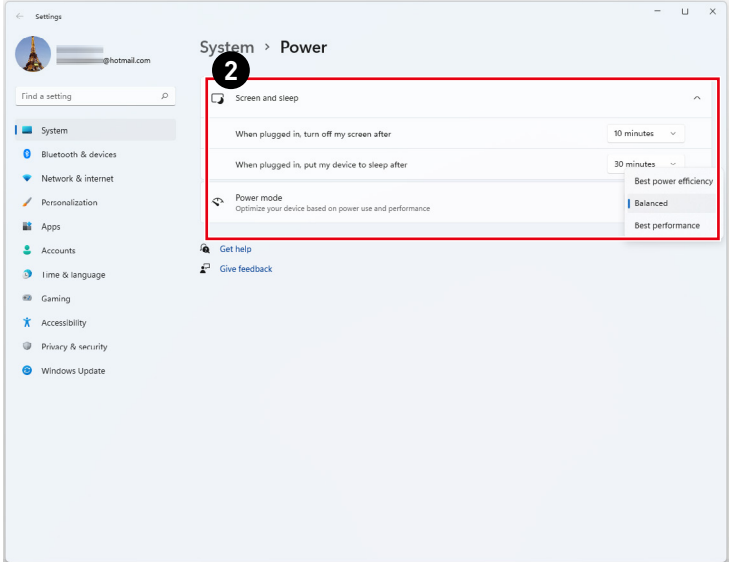 Settings
@hotmail.com
Find a setting
System
Bluetooth & devices
Network & internet
Personalization
Apps
Accounts
Time & language
Gaming
Accessibility
Privacy & security
Windows Update
System > Power
2
Screen and sleep
When plugged in, turn off my screen after
10 minutes
When plugged in, put my device to sleep after
30 minutes
Power mode
Optimize your device based on power use and performance
Best power efficiency
Balanced
Best performance
Get help
Give feedback